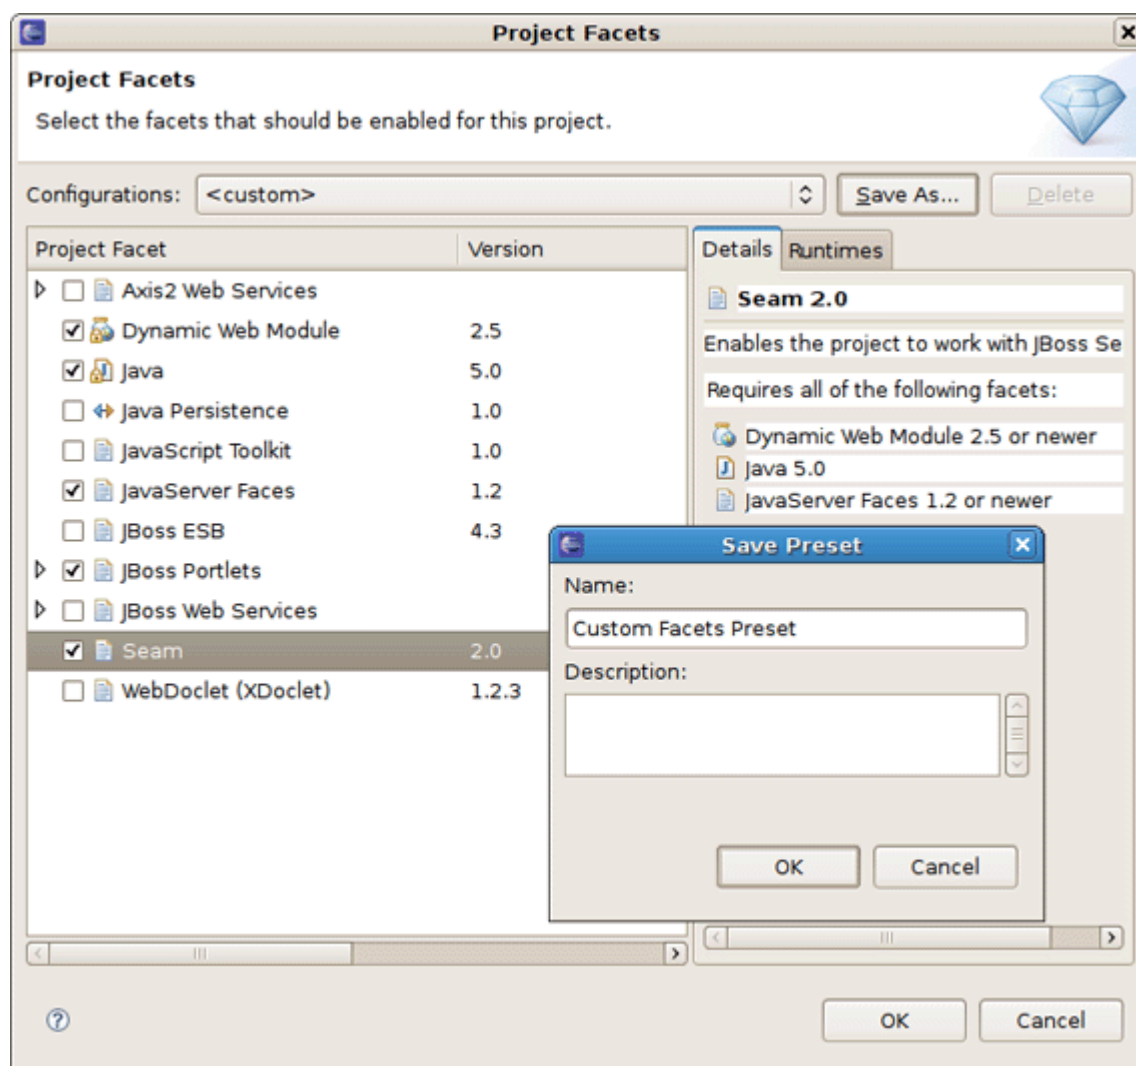 Project Facets
Project Facets
Select the facets that should be enabled for this project.
Configurations: <custom> Save As... Delete
Project Facet Version
Axis2 Web Services
Dynamic Web Module 2.5
Java 5.0
Java Persistence 1.0
JavaScript Toolkit 1.0
JavaServer Faces 1.2
JBoss ESB 4.3
JBoss Portlets
JBoss Web Services
Seam 2.0
WebDoclet (XDoclet) 1.2.3
Details Runtimes
Seam 2.0
Enables the project to work with JBoss Se
Requires all of the following facets:
Dynamic Web Module 2.5 or newer
Java 5.0
JavaServer Faces 1.2 or newer
Save Preset
Name:
Custom Facets Preset
Description:
OK Cancel
OK Cancel